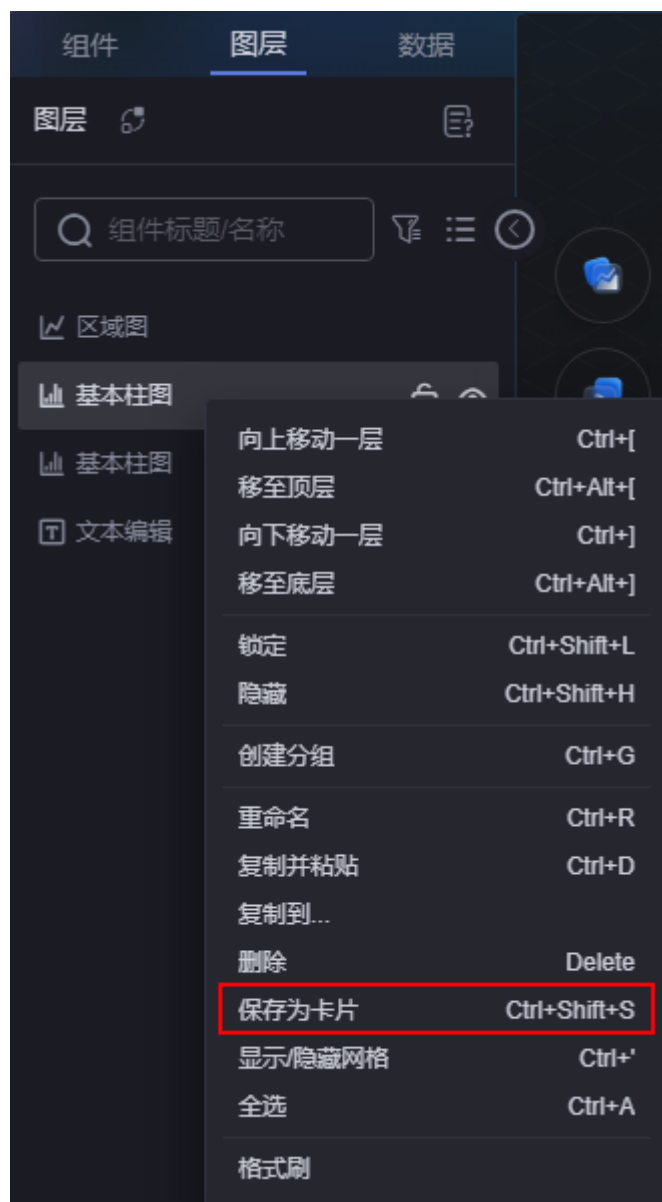 组件 图层 数据
图层
组件标题/名称
区域图
基本柱图
基本柱图
文本编辑
向上移动一层 Ctrl+[
移至顶层 Ctrl+Alt+[
向下移动一层 Ctrl+]
移至底层 Ctrl+Alt+]
锁定 Ctrl+Shift+L
隐藏 Ctrl+Shift+H
创建分组 Ctrl+G
重命名 Ctrl+R
复制并粘贴 Ctrl+D
复制到...
删除 Delete
保存为卡片 Ctrl+Shift+S
显示/隐藏网格 Ctrl+'
全选 Ctrl+A
格式刷